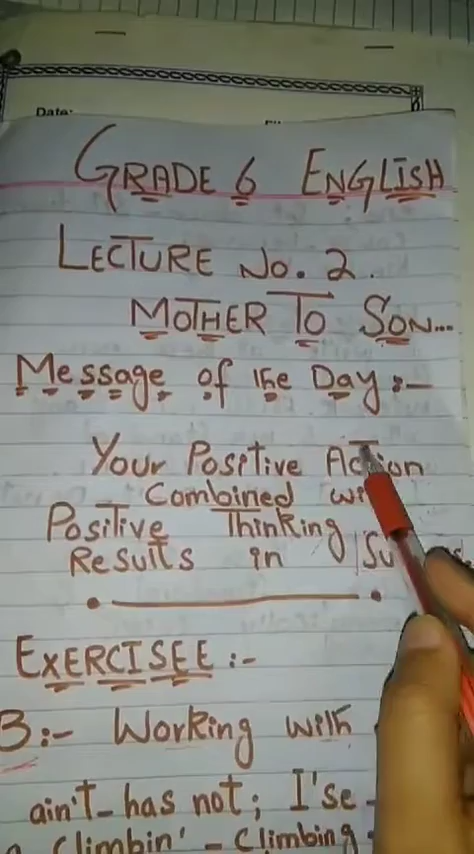 Date:
GRADE 6 ENGLISH
LECTURE No. 2.
MOTHER TO SON...
Message of the Day :-
Your Positive Action
Combined
Positive Thinking
Results in
EXERCISEE :-
B:- Working with
ain't - has not; I'se -
Climbin' - Climbing